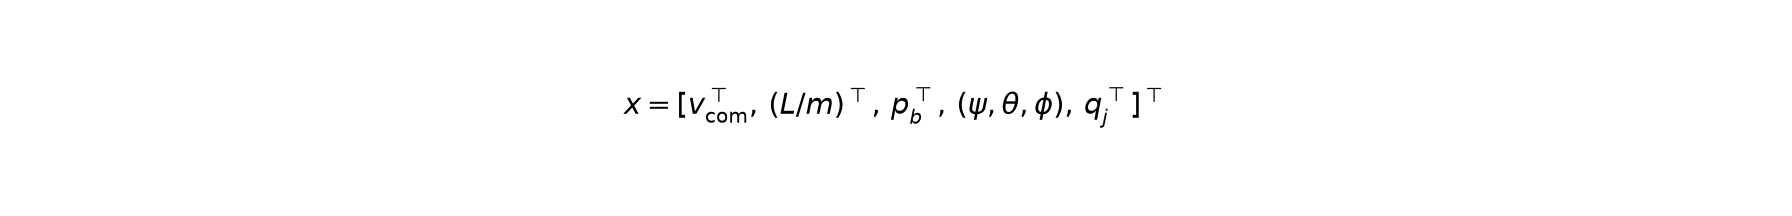 x = [v_com^⊤, (L/m)^⊤, p_b^⊤, (ψ, θ, ϕ), q_j^⊤]^⊤